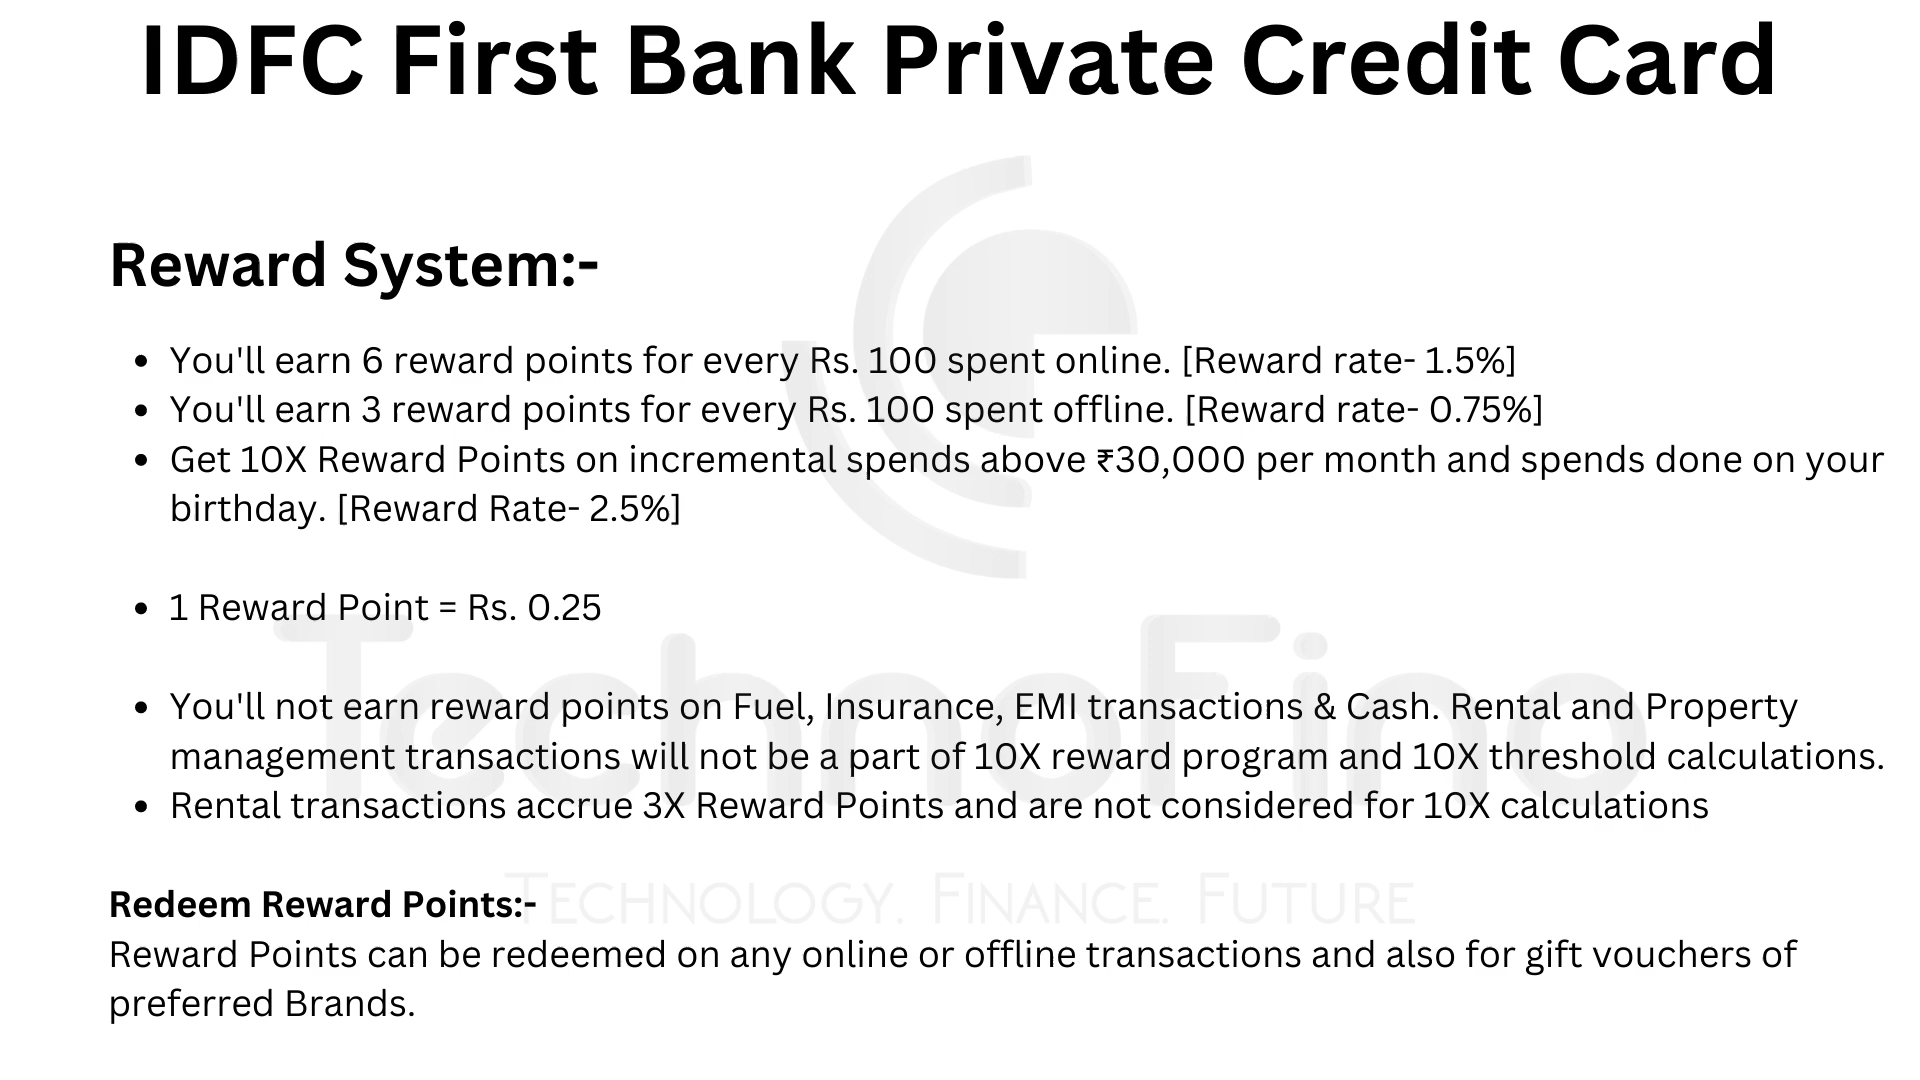 IDFC First Bank Private Credit Card
Reward System:-
• You'll earn 6 reward points for every Rs. 100 spent online. [Reward rate- 1.5%]
• You'll earn 3 reward points for every Rs. 100 spent offline. [Reward rate- 0.75%]
• Get 10X Reward Points on incremental spends above ₹30,000 per month and spends done on your
birthday. [Reward Rate- 2.5%]
• 1 Reward Point = Rs. 0.25
TechnoFino
• You'll not earn reward points on Fuel, Insurance, EMI transactions & Cash. Rental and Property
management transactions will not be a part of 10X reward program and 10X threshold calculations.
• Rental transactions accrue 3X Reward Points and are not considered for 10X calculations
Technology. Finance. Future
Redeem Reward Points:-
Reward Points can be redeemed on any online or offline transactions and also for gift vouchers of
preferred Brands.